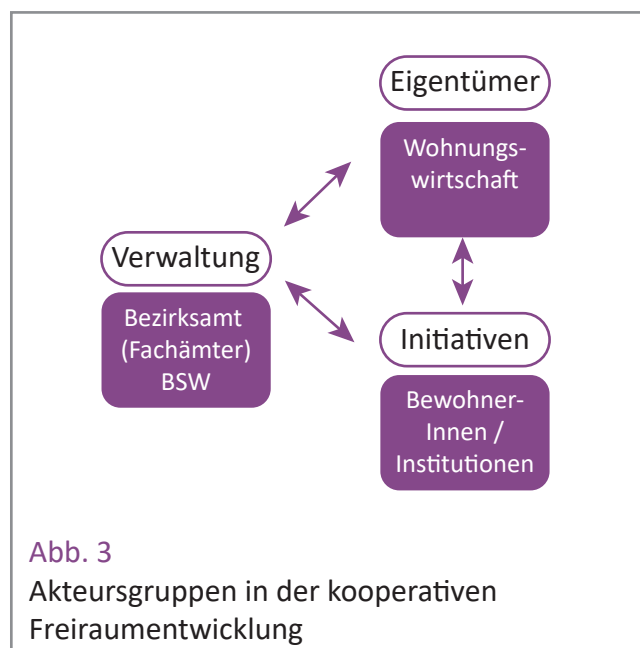 Eigentümer
Wohnungs-
wirtschaft
Verwaltung
Bezirksamt
(Fachämter)
BSW
Initiativen
Bewohner-
Innen /
Institutionen
Abb. 3
Akteursgruppen in der kooperativen
Freiraumentwicklung